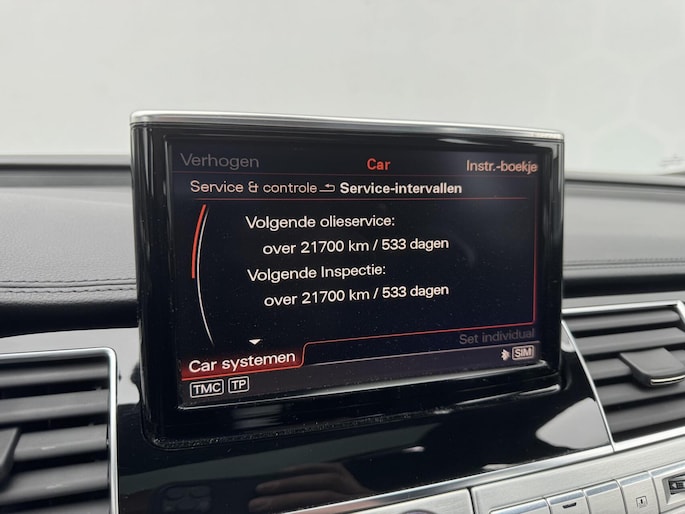 Verhogen Car Instr.-boekje
Service & controle Service-intervallen
Volgende olieservice:
over 21700 km / 533 dagen
Volgende Inspectie:
over 21700 km / 533 dagen
Set individual
Car systemen
SIM
TMC TP